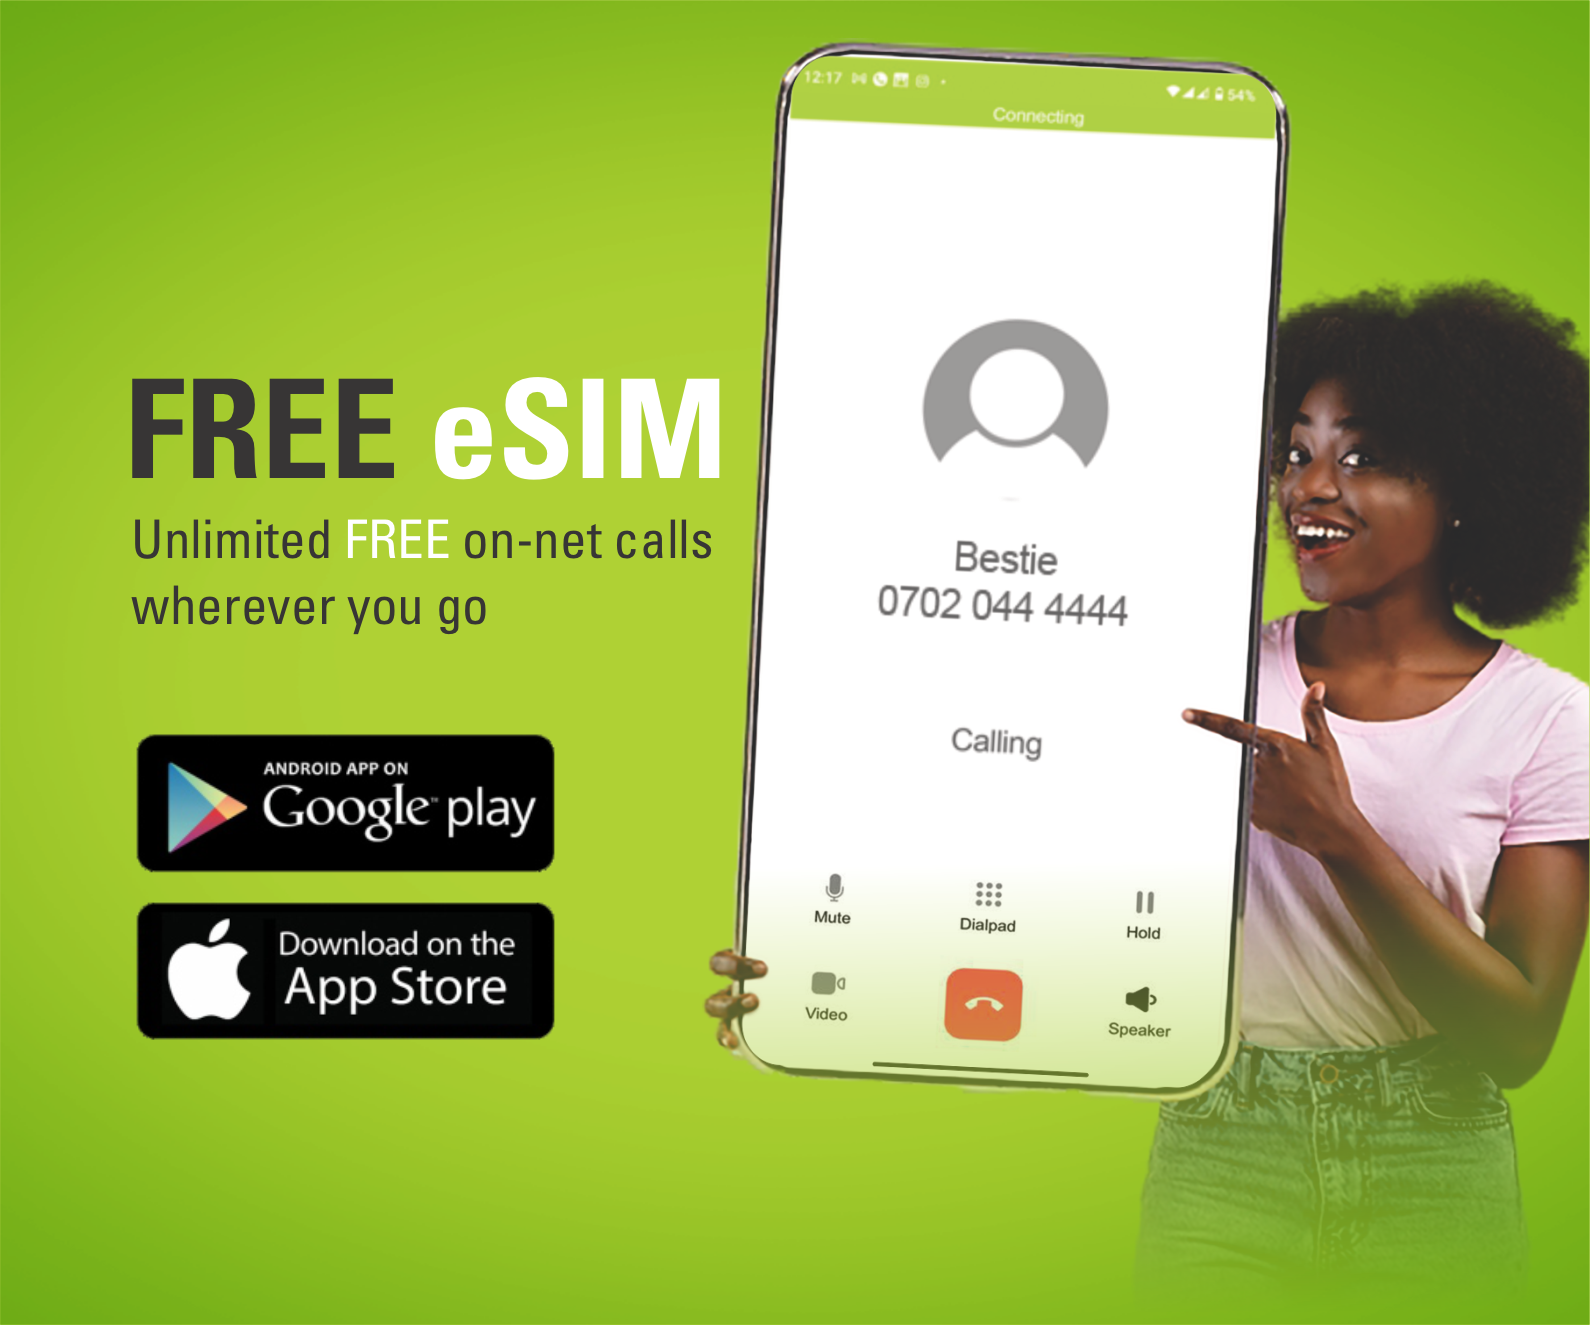 FREE eSIM
Unlimited FREE on-net calls
wherever you go
ANDROID APP ON
Google play
Download on the
App Store
12:17
54%
Connecting
Bestie
0702 044 4444
Calling
Mute Dialpad Hold
Video Speaker